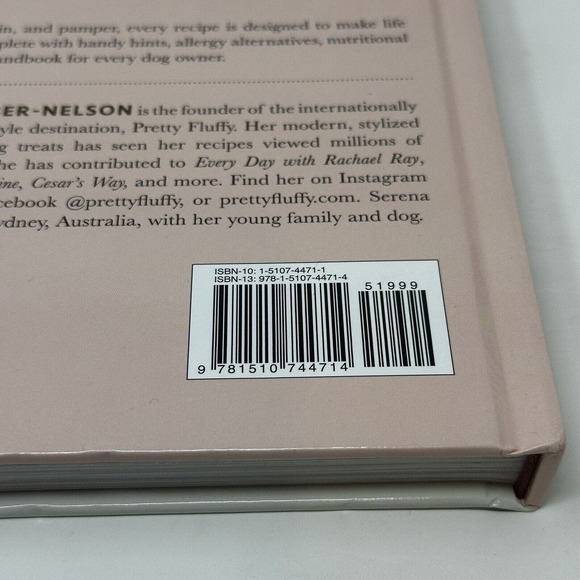 in, and pamper, every recipe is designed to make life
plete with handy hints, allergy alternatives, nutritional
andbook for every dog owner.
SER-NELSON is the founder of the internationally
yle destination, Pretty Fluffy. Her modern, stylized
g treats has seen her recipes viewed millions of
he has contributed to Every Day with Rachael Ray,
ine, Cesar's Way, and more. Find her on Instagram
cebook @prettyfluffy, or prettyfluffy.com. Serena
ydney, Australia, with her young family and dog.
ISBN-10: 1-5107-4471-1
ISBN-13: 978-1-5107-4471-4
51999
9 781510 744714